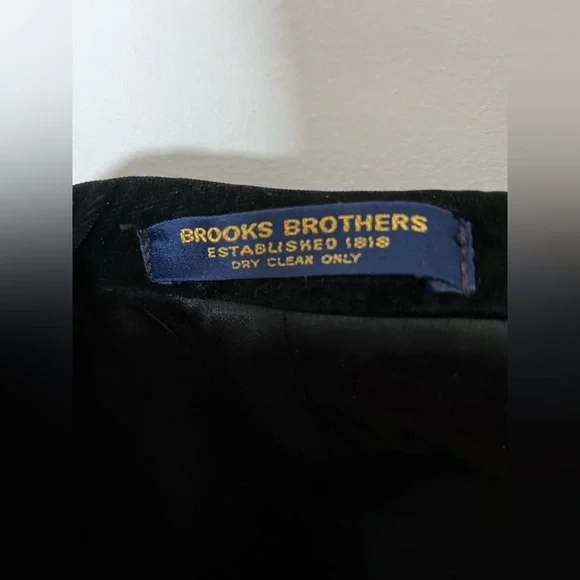 BROOKS BROTHERS
ESTABLISHED 1818
DRY CLEAN ONLY